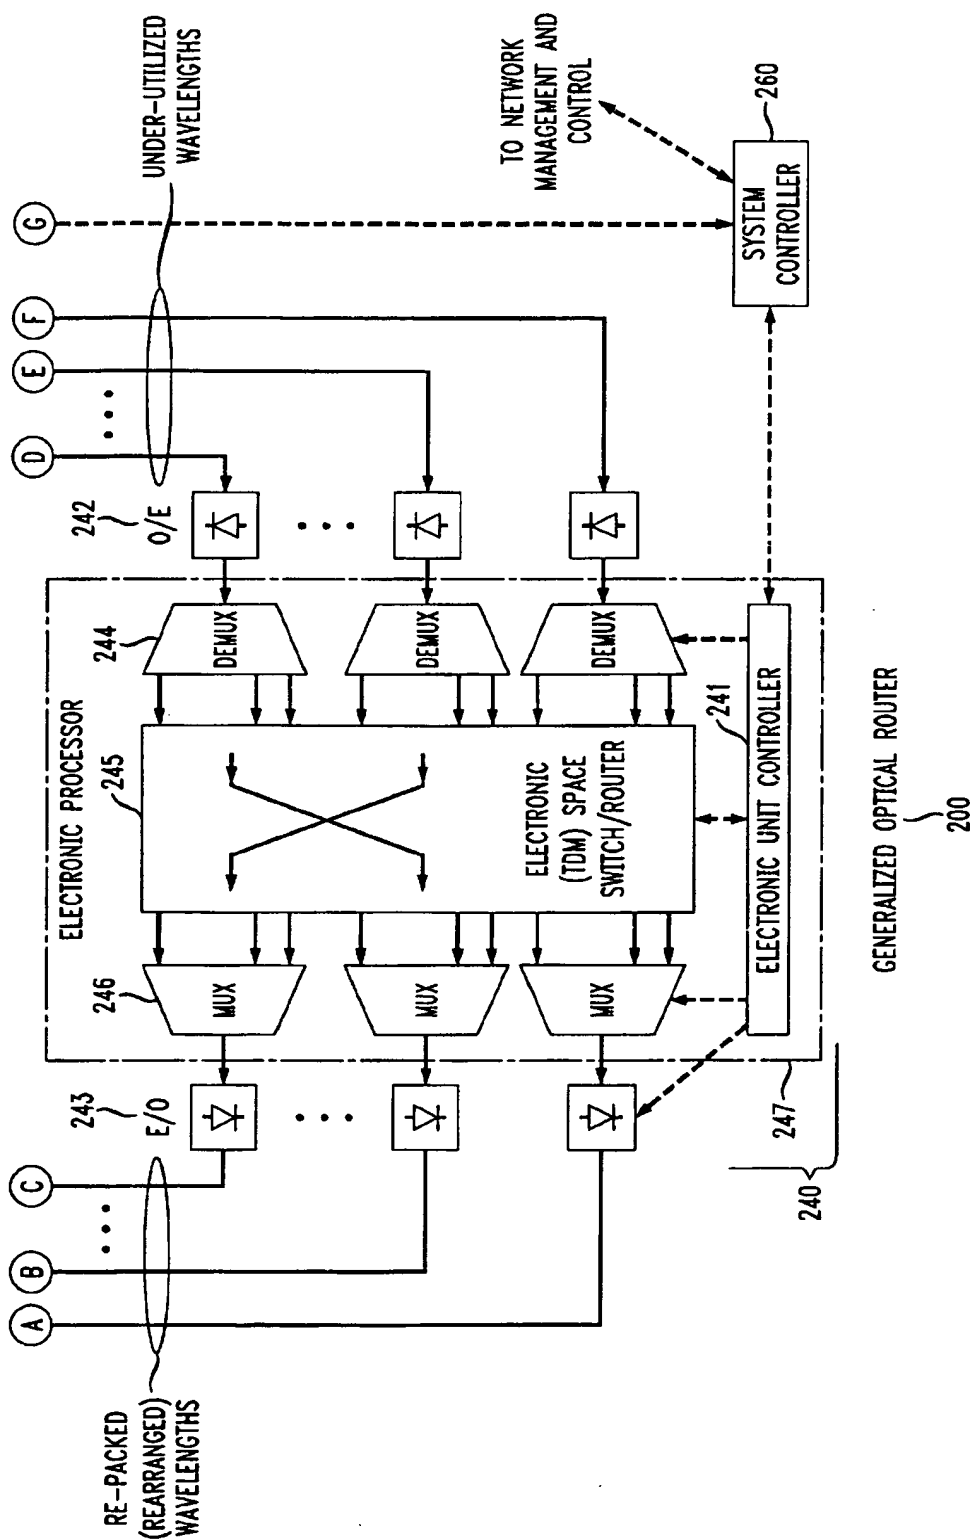 RE-PACKED
(REARRANGED)
WAVELENGTHS
A
B
C
243
E/O
ELECTRONIC PROCESSOR
246
MUX
MUX
MUX
245
ELECTRONIC
(TDM) SPACE
SWITCH/ROUTER
244
DEMUX
DEMUX
DEMUX
241
ELECTRONIC UNIT CONTROLLER
247
240
242
O/E
D
E
F
G
UNDER-UTILIZED
WAVELENGTHS
TO NETWORK
MANAGEMENT AND
CONTROL
SYSTEM
CONTROLLER
260
GENERALIZED OPTICAL ROUTER
200